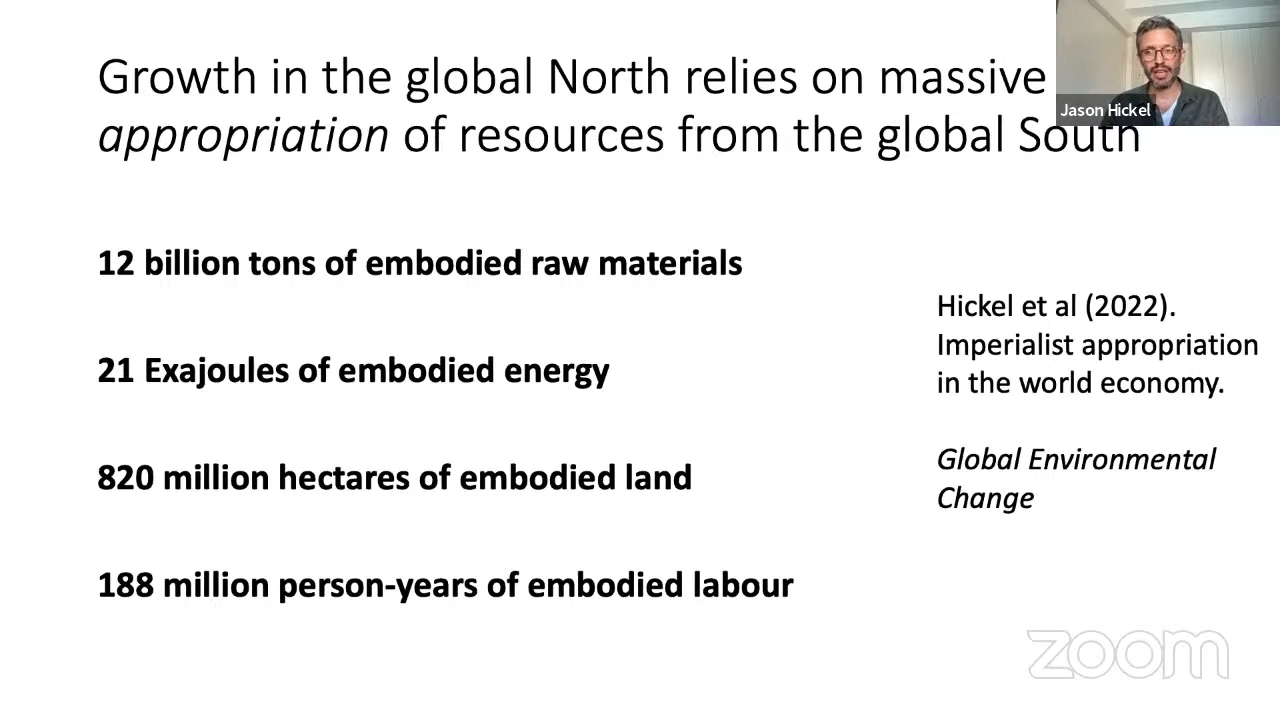 Growth in the global North relies on massive
appropriation of resources from the global South
Jason Hickel
12 billion tons of embodied raw materials
21 Exajoules of embodied energy
820 million hectares of embodied land
188 million person-years of embodied labour
Hickel et al (2022).
Imperialist appropriation
in the world economy.
Global Environmental
Change
zoom